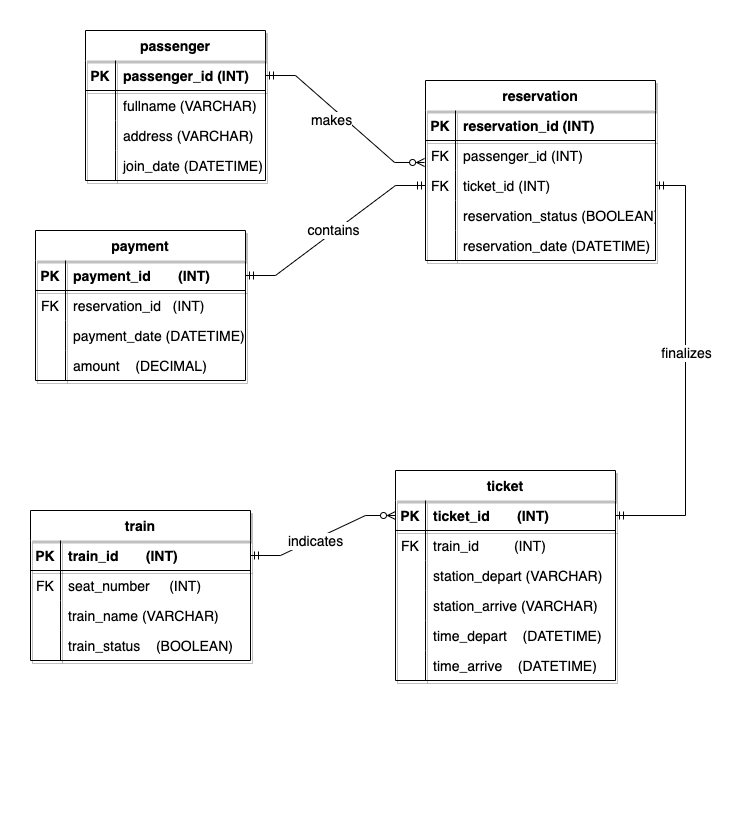 passenger
PK passenger_id (INT)
fullname (VARCHAR)
address (VARCHAR)
join_date (DATETIME)
makes
reservation
PK reservation_id (INT)
FK passenger_id (INT)
FK ticket_id (INT)
reservation_status (BOOLEAN
reservation_date (DATETIME)
contains
payment
PK payment_id (INT)
FK reservation_id (INT)
payment_date (DATETIME)
amount (DECIMAL)
finalizes
ticket
PK ticket_id (INT)
FK train_id (INT)
station_depart (VARCHAR)
station_arrive (VARCHAR)
time_depart (DATETIME)
time_arrive (DATETIME)
indicates
train
PK train_id (INT)
FK seat_number (INT)
train_name (VARCHAR)
train_status (BOOLEAN)